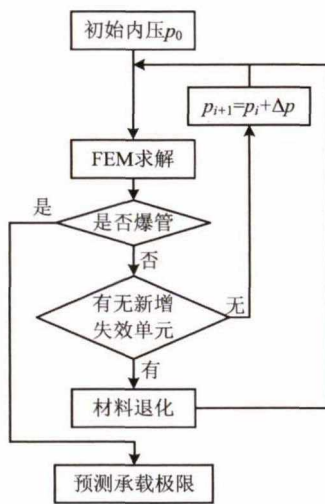 初始内压p₀
pᵢ₊₁=pᵢ+Δp
FEM求解
是
是否爆管
否
有无新增
失效单元
无
有
材料退化
预测承载极限